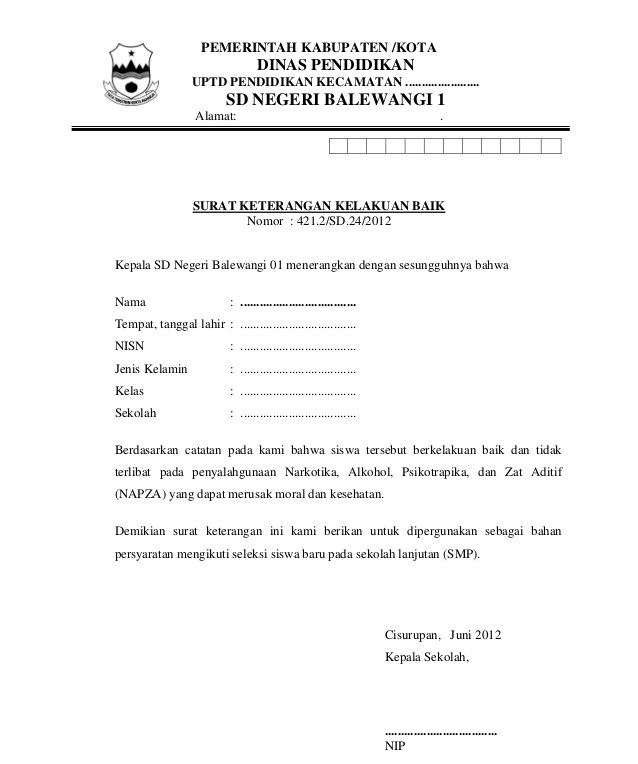 PEMERINTAH KABUPATEN /KOTA
DINAS PENDIDIKAN
UPTD PENDIDIKAN KECAMATAN .......................
SD NEGERI BALEWANGI 1
Alamat: .
SURAT KETERANGAN KELAKUAN BAIK
Nomor : 421.2/SD.24/2012
Kepala SD Negeri Balewangi 01 menerangkan dengan sesungguhnya bahwa
Nama : ....................................
Tempat, tanggal lahir : ....................................
NISN : ....................................
Jenis Kelamin : ....................................
Kelas : ....................................
Sekolah : ....................................
Berdasarkan catatan pada kami bahwa siswa tersebut berkelakuan baik dan tidak
terlibat pada penyalahgunaan Narkotika, Alkohol, Psikotrapika, dan Zat Aditif
(NAPZA) yang dapat merusak moral dan kesehatan.
Demikian surat keterangan ini kami berikan untuk dipergunakan sebagai bahan
persyaratan mengikuti seleksi siswa baru pada sekolah lanjutan (SMP).
Cisurupan, Juni 2012
Kepala Sekolah,
...................................
NIP